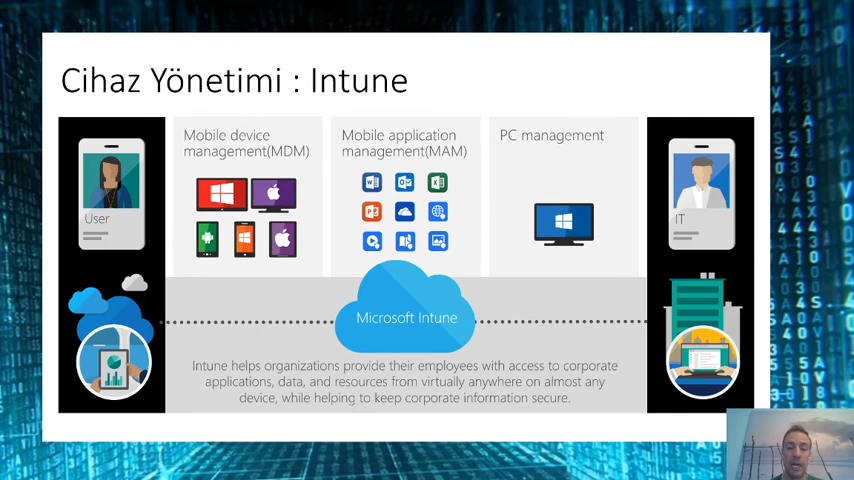 Cihaz Yönetimi : Intune
Mobile device
management(MDM)
Mobile application
management(MAM)
PC management
User
IT
Microsoft Intune
Intune helps organizations provide their employees with access to corporate
applications, data, and resources from virtually anywhere on almost any
device, while helping to keep corporate information secure.